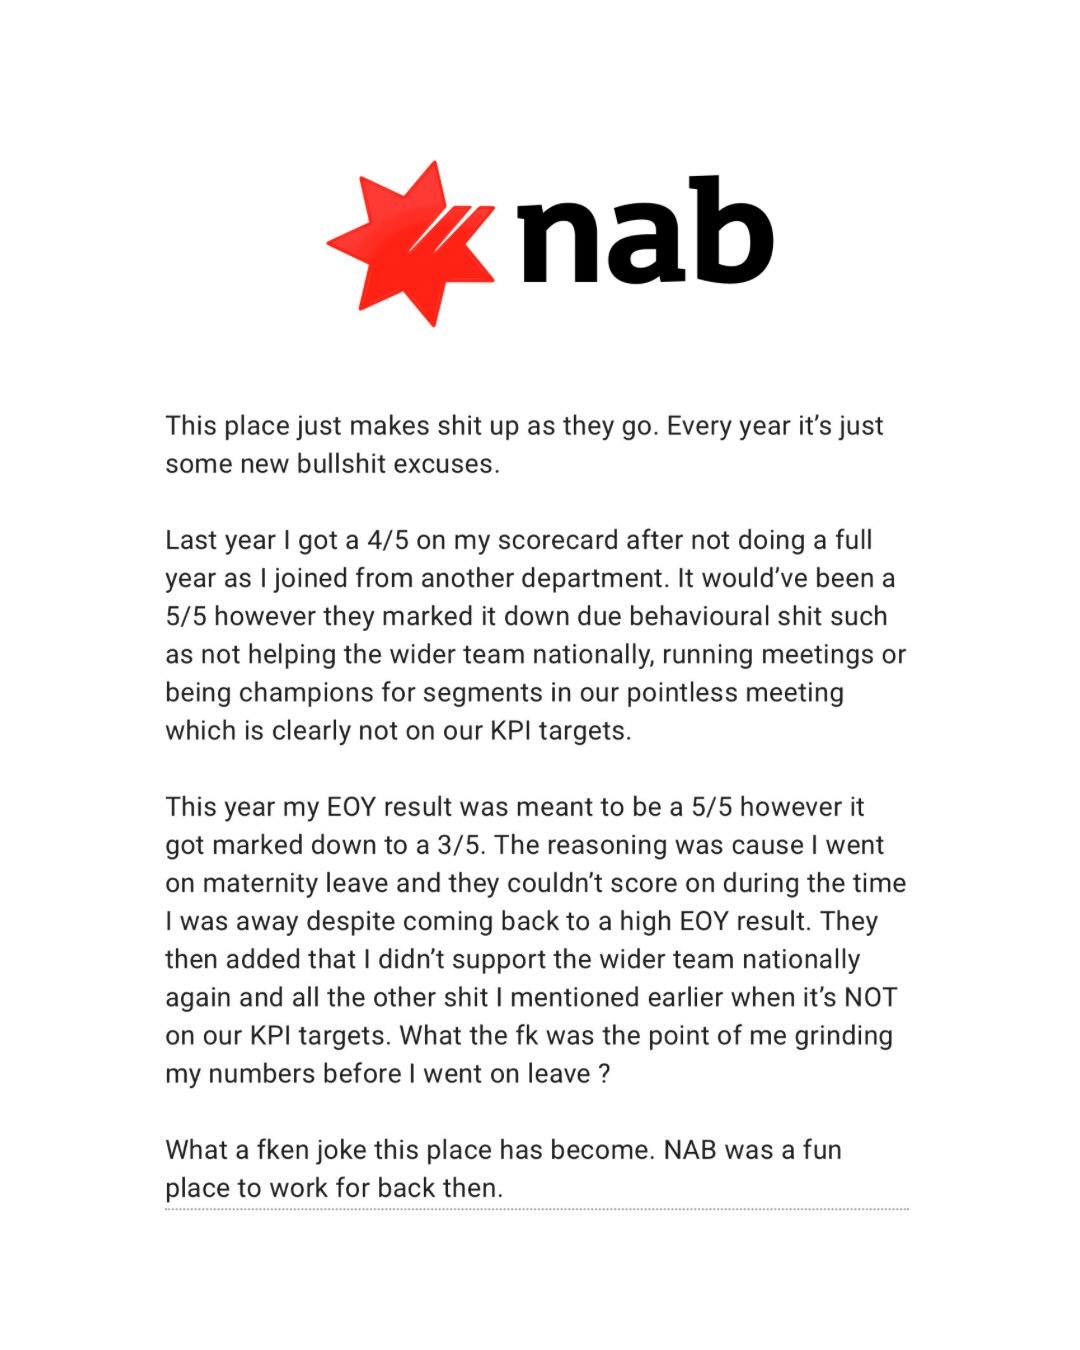 nab
This place just makes shit up as they go. Every year it’s just
some new bullshit excuses.
Last year I got a 4/5 on my scorecard after not doing a full
year as I joined from another department. It would’ve been a
5/5 however they marked it down due behavioural shit such
as not helping the wider team nationally, running meetings or
being champions for segments in our pointless meeting
which is clearly not on our KPI targets.
This year my EOY result was meant to be a 5/5 however it
got marked down to a 3/5. The reasoning was cause I went
on maternity leave and they couldn’t score on during the time
I was away despite coming back to a high EOY result. They
then added that I didn’t support the wider team nationally
again and all the other shit I mentioned earlier when it’s NOT
on our KPI targets. What the fk was the point of me grinding
my numbers before I went on leave ?
What a fken joke this place has become. NAB was a fun
place to work for back then.